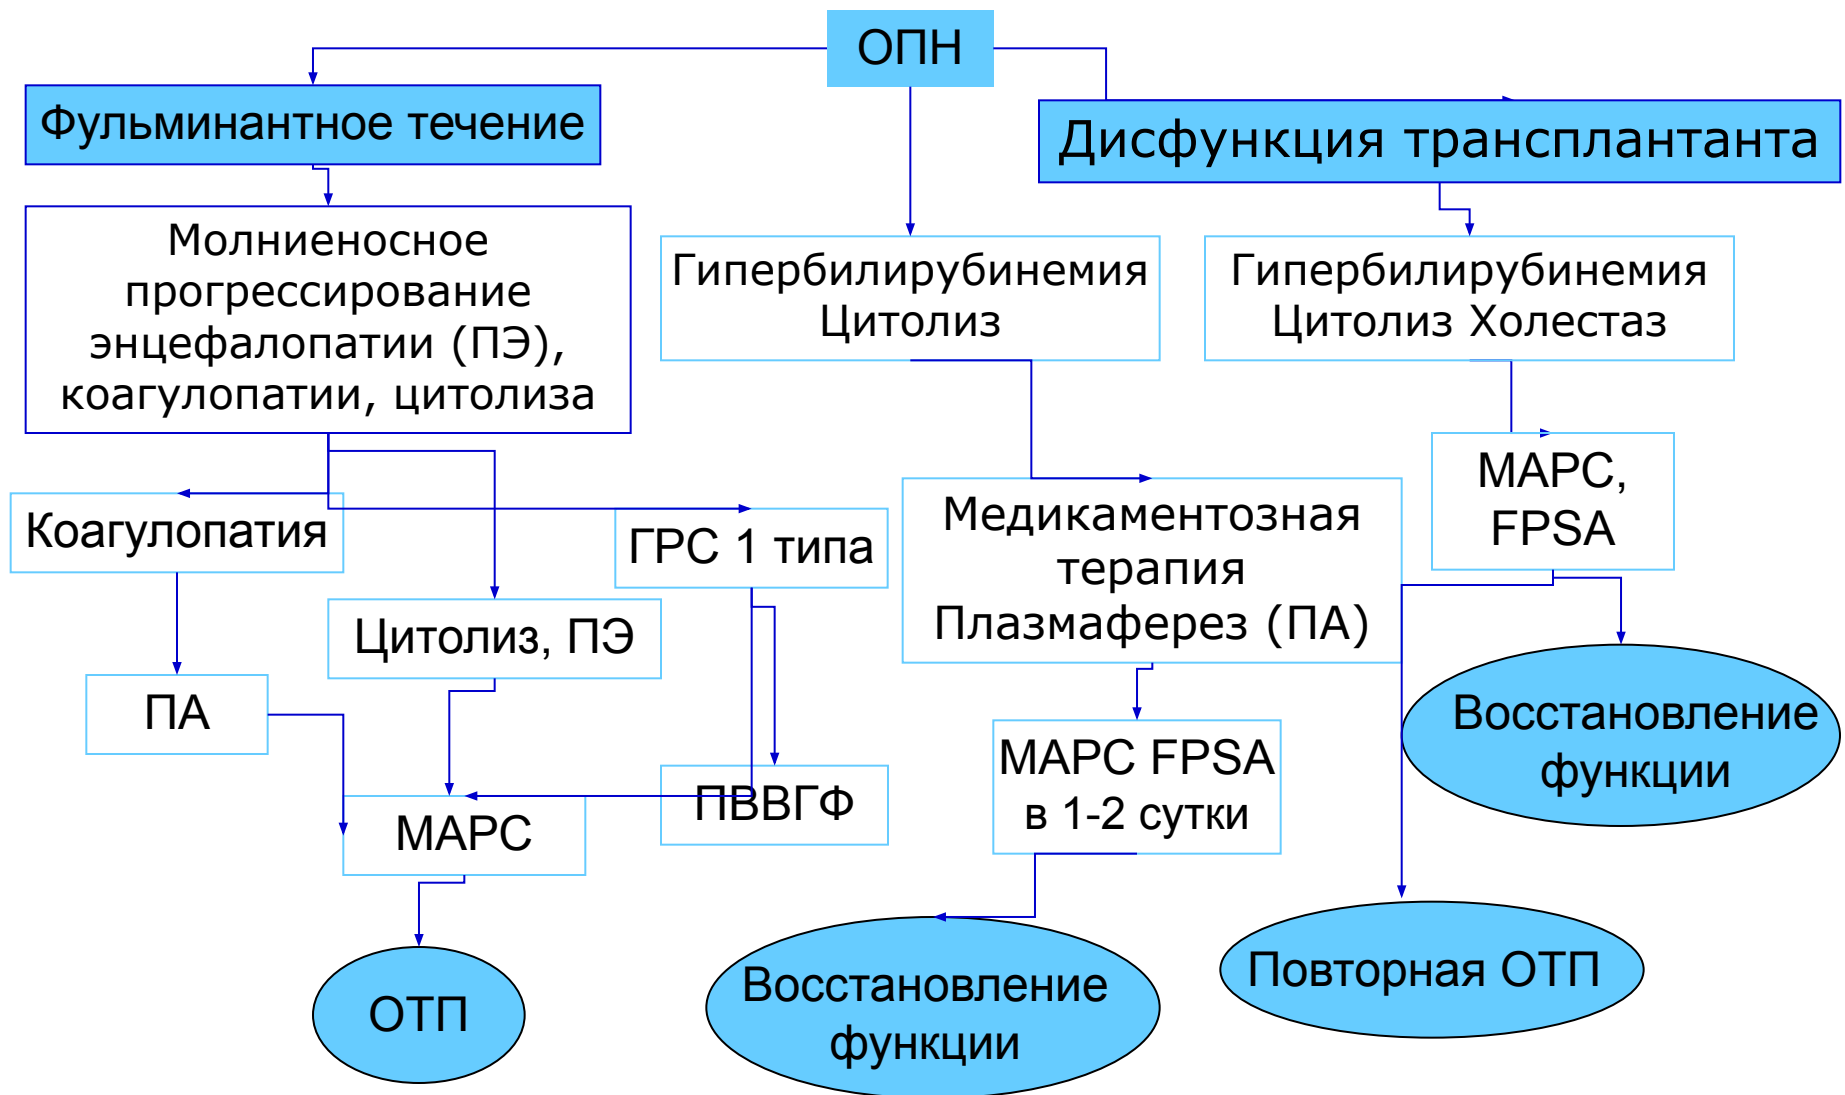 ОПН
Фульминантное течение
Дисфункция трансплантанта
Молниеносное
прогрессирование
энцефалопатии (ПЭ),
коагулопатии, цитолиза
Гипербилирубинемия
Цитолиз
Гипербилирубинемия
Цитолиз Холестаз
Коагулопатия
ГРС 1 типа
Медикаментозная
терапия
Плазмаферез (ПА)
МАРС,
FPSA
Цитолиз, ПЭ
ПА
МАРС
ПВВГФ
МАРС FPSA
в 1-2 сутки
Восстановление
функции
ОТП
Восстановление
функции
Повторная ОТП